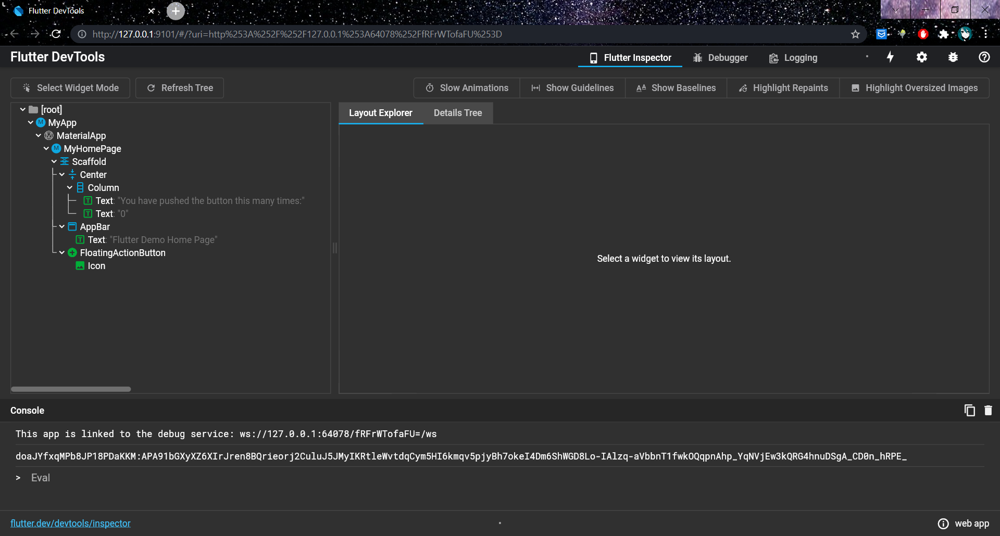 Flutter DevTools
http://127.0.0.1:9101/#/?uri=http%253A%252F%252F127.0.0.1%253A64078%252FfRFrWTofaFU%253D
Flutter DevTools
Flutter Inspector
Debugger
Logging
Select Widget Mode
Refresh Tree
Slow Animations
Show Guidelines
Show Baselines
Highlight Repaints
Highlight Oversized Images
[root]
MyApp
MaterialApp
MyHomePage
Scaffold
Center
Column
Text: "You have pushed the button this many times:"
Text: "0"
AppBar
Text: "Flutter Demo Home Page"
FloatingActionButton
Icon
Layout Explorer
Details Tree
Select a widget to view its layout.
Console
This app is linked to the debug service: ws://127.0.0.1:64078/fRFrWTofaFU=/ws
doaJYfxqMPb8JP18PDaKKM:APA91bGXyXZ6XIrJren8BQrieorj2CuluJ5JMyIKRtleWvtdqCym5HI6kmqv5pjyBh7okeI4Dm6ShWGD8Lo-IAlzq-aVbbnT1fwkOQqpnAhp_YqNVjEw3kQRG4hnuDSgA_CD0n_hRPE_
> Eval
flutter.dev/devtools/inspector
web app